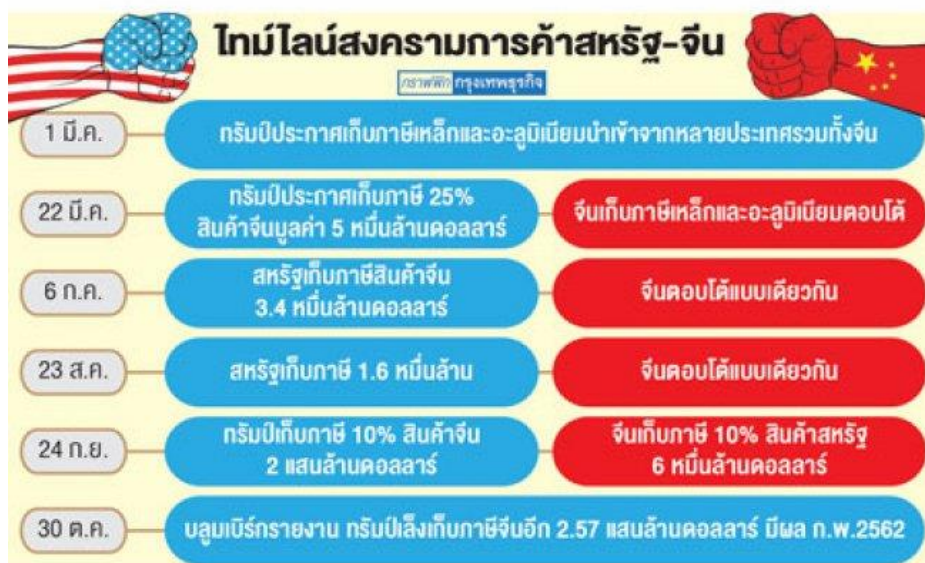 ไทม์ไลน์สงครามการค้าสหรัฐ-จีน
กราฟฟิก กรุงเทพธุรกิจ
1 มี.ค.
ทรัมป์ประกาศเก็บภาษีเหล็กและอะลูมิเนียมนำเข้าจากหลายประเทศรวมทั้งจีน
22 มี.ค.
ทรัมป์ประกาศเก็บภาษี 25%
สินค้าจีนมูลค่า 5 หมื่นล้านดอลลาร์
จีนเก็บภาษีเหล็กและอะลูมิเนียมตอบโต้
6 ก.ค.
สหรัฐเก็บภาษีสินค้าจีน
3.4 หมื่นล้านดอลลาร์
จีนตอบโต้แบบเดียวกัน
23 ส.ค.
สหรัฐเก็บภาษี 1.6 หมื่นล้าน
จีนตอบโต้แบบเดียวกัน
24 ก.ย.
ทรัมป์เก็บภาษี 10% สินค้าจีน
2 แสนล้านดอลลาร์
จีนเก็บภาษี 10% สินค้าสหรัฐ
6 หมื่นล้านดอลลาร์
30 ต.ค.
บลูมเบิร์กรายงาน ทรัมป์เล็งเก็บภาษีจีนอีก 2.57 แสนล้านดอลลาร์ มีผล ก.พ.2562